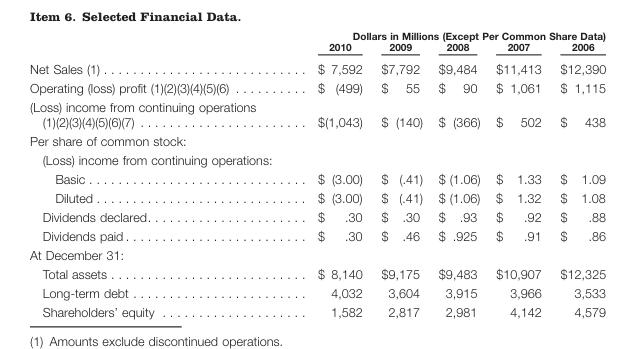 Item 6. Selected Financial Data.
Dollars in Millions (Except Per Common Share Data)
2010 2009 2008 2007 2006
Net Sales (1) . . . . . . . . . . . . . . . . . . . . . . . . . . . . $ 7,592 $7,792 $9,484 $11,413 $12,390
Operating (loss) profit (1)(2)(3)(4)(5)(6) . . . . . . . . . . $ (499) $ 55 $ 90 $ 1,061 $ 1,115
(Loss) income from continuing operations
(1)(2)(3)(4)(5)(6)(7) . . . . . . . . . . . . . . . . . . . . . . . $(1,043) $ (140) $ (366) $ 502 $ 438
Per share of common stock:
(Loss) income from continuing operations:
Basic . . . . . . . . . . . . . . . . . . . . . . . . . . . . . . $ (3.00) $ (.41) $ (1.06) $ 1.33 $ 1.09
Diluted . . . . . . . . . . . . . . . . . . . . . . . . . . . . . $ (3.00) $ (.41) $ (1.06) $ 1.32 $ 1.08
Dividends declared. . . . . . . . . . . . . . . . . . . . . . $ .30 $ .30 $ .93 $ .92 $ .88
Dividends paid . . . . . . . . . . . . . . . . . . . . . . . . . $ .30 $ .46 $ .925 $ .91 $ .86
At December 31:
Total assets . . . . . . . . . . . . . . . . . . . . . . . . . . . $ 8,140 $9,175 $9,483 $10,907 $12,325
Long-term debt . . . . . . . . . . . . . . . . . . . . . . . . 4,032 3,604 3,915 3,966 3,533
Shareholders' equity . . . . . . . . . . . . . . . . . . . . 1,582 2,817 2,981 4,142 4,579
(1) Amounts exclude discontinued operations.